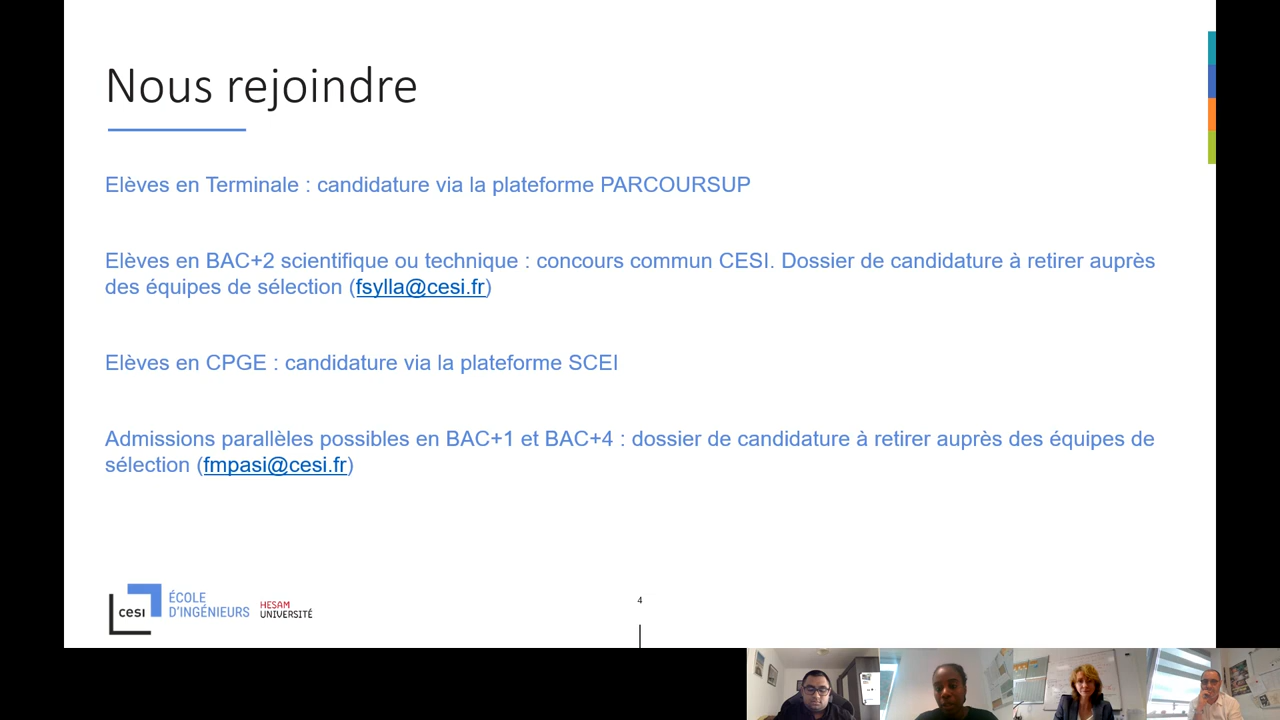 Nous rejoindre
Elèves en Terminale : candidature via la plateforme PARCOURSUP
Elèves en BAC+2 scientifique ou technique : concours commun CESI. Dossier de candidature à retirer auprès
des équipes de sélection (fsylla@cesi.fr)
Elèves en CPGE : candidature via la plateforme SCEI
Admissions parallèles possibles en BAC+1 et BAC+4 : dossier de candidature à retirer auprès des équipes de
sélection (fmpasi@cesi.fr)
cesi
ÉCOLE
D'INGÉNIEURS
HESAM
UNIVERSITÉ
4